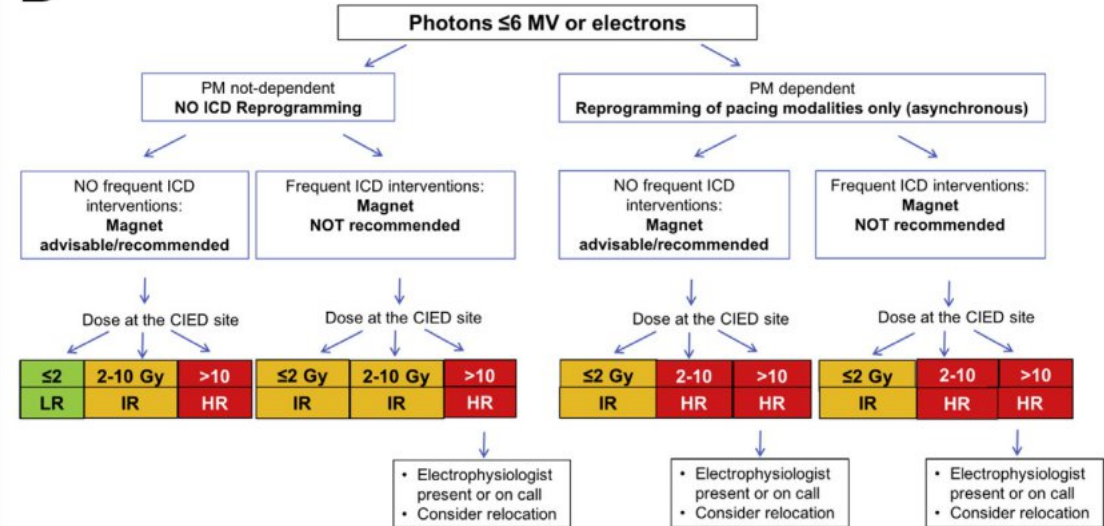 Photons ≤6 MV or electrons
PM not-dependent
NO ICD Reprogramming
PM dependent
Reprogramming of pacing modalities only (asynchronous)
NO frequent ICD
interventions:
Magnet
advisable/recommended
Frequent ICD interventions:
Magnet
NOT recommended
NO frequent ICD
interventions:
Magnet
advisable/recommended
Frequent ICD interventions:
Magnet
NOT recommended
Dose at the CIED site
Dose at the CIED site
Dose at the CIED site
Dose at the CIED site
≤2 2-10 Gy >10
LR IR HR
≤2 Gy 2-10 Gy >10
IR IR HR
≤2 Gy 2-10 >10
IR HR HR
≤2 Gy 2-10 >10
IR HR HR
• Electrophysiologist
present or on call
• Consider relocation
• Electrophysiologist
present or on call
• Consider relocation
• Electrophysiologist
present or on call
• Consider relocation